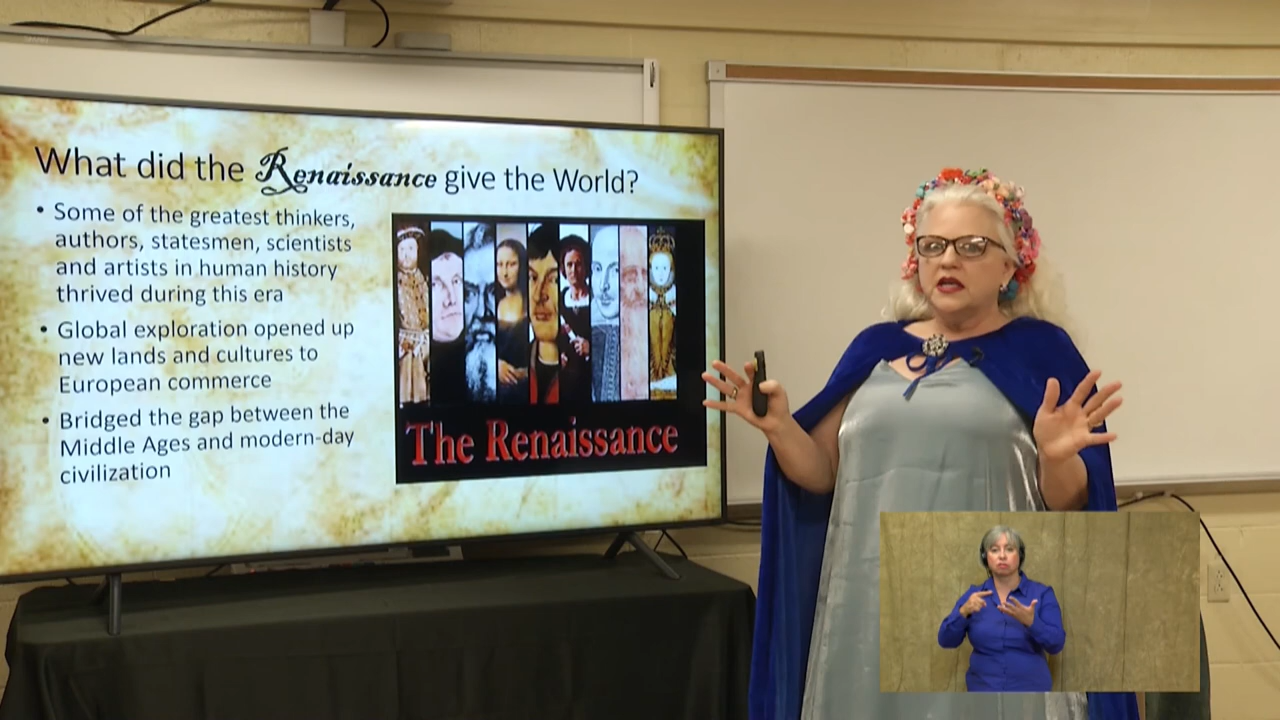 What did the Renaissance give the World?
• Some of the greatest thinkers,
authors, statesmen, scientists
and artists in human history
thrived during this era
• Global exploration opened up
new lands and cultures to
European commerce
• Bridged the gap between the
Middle Ages and modern-day
civilization
The Renaissance